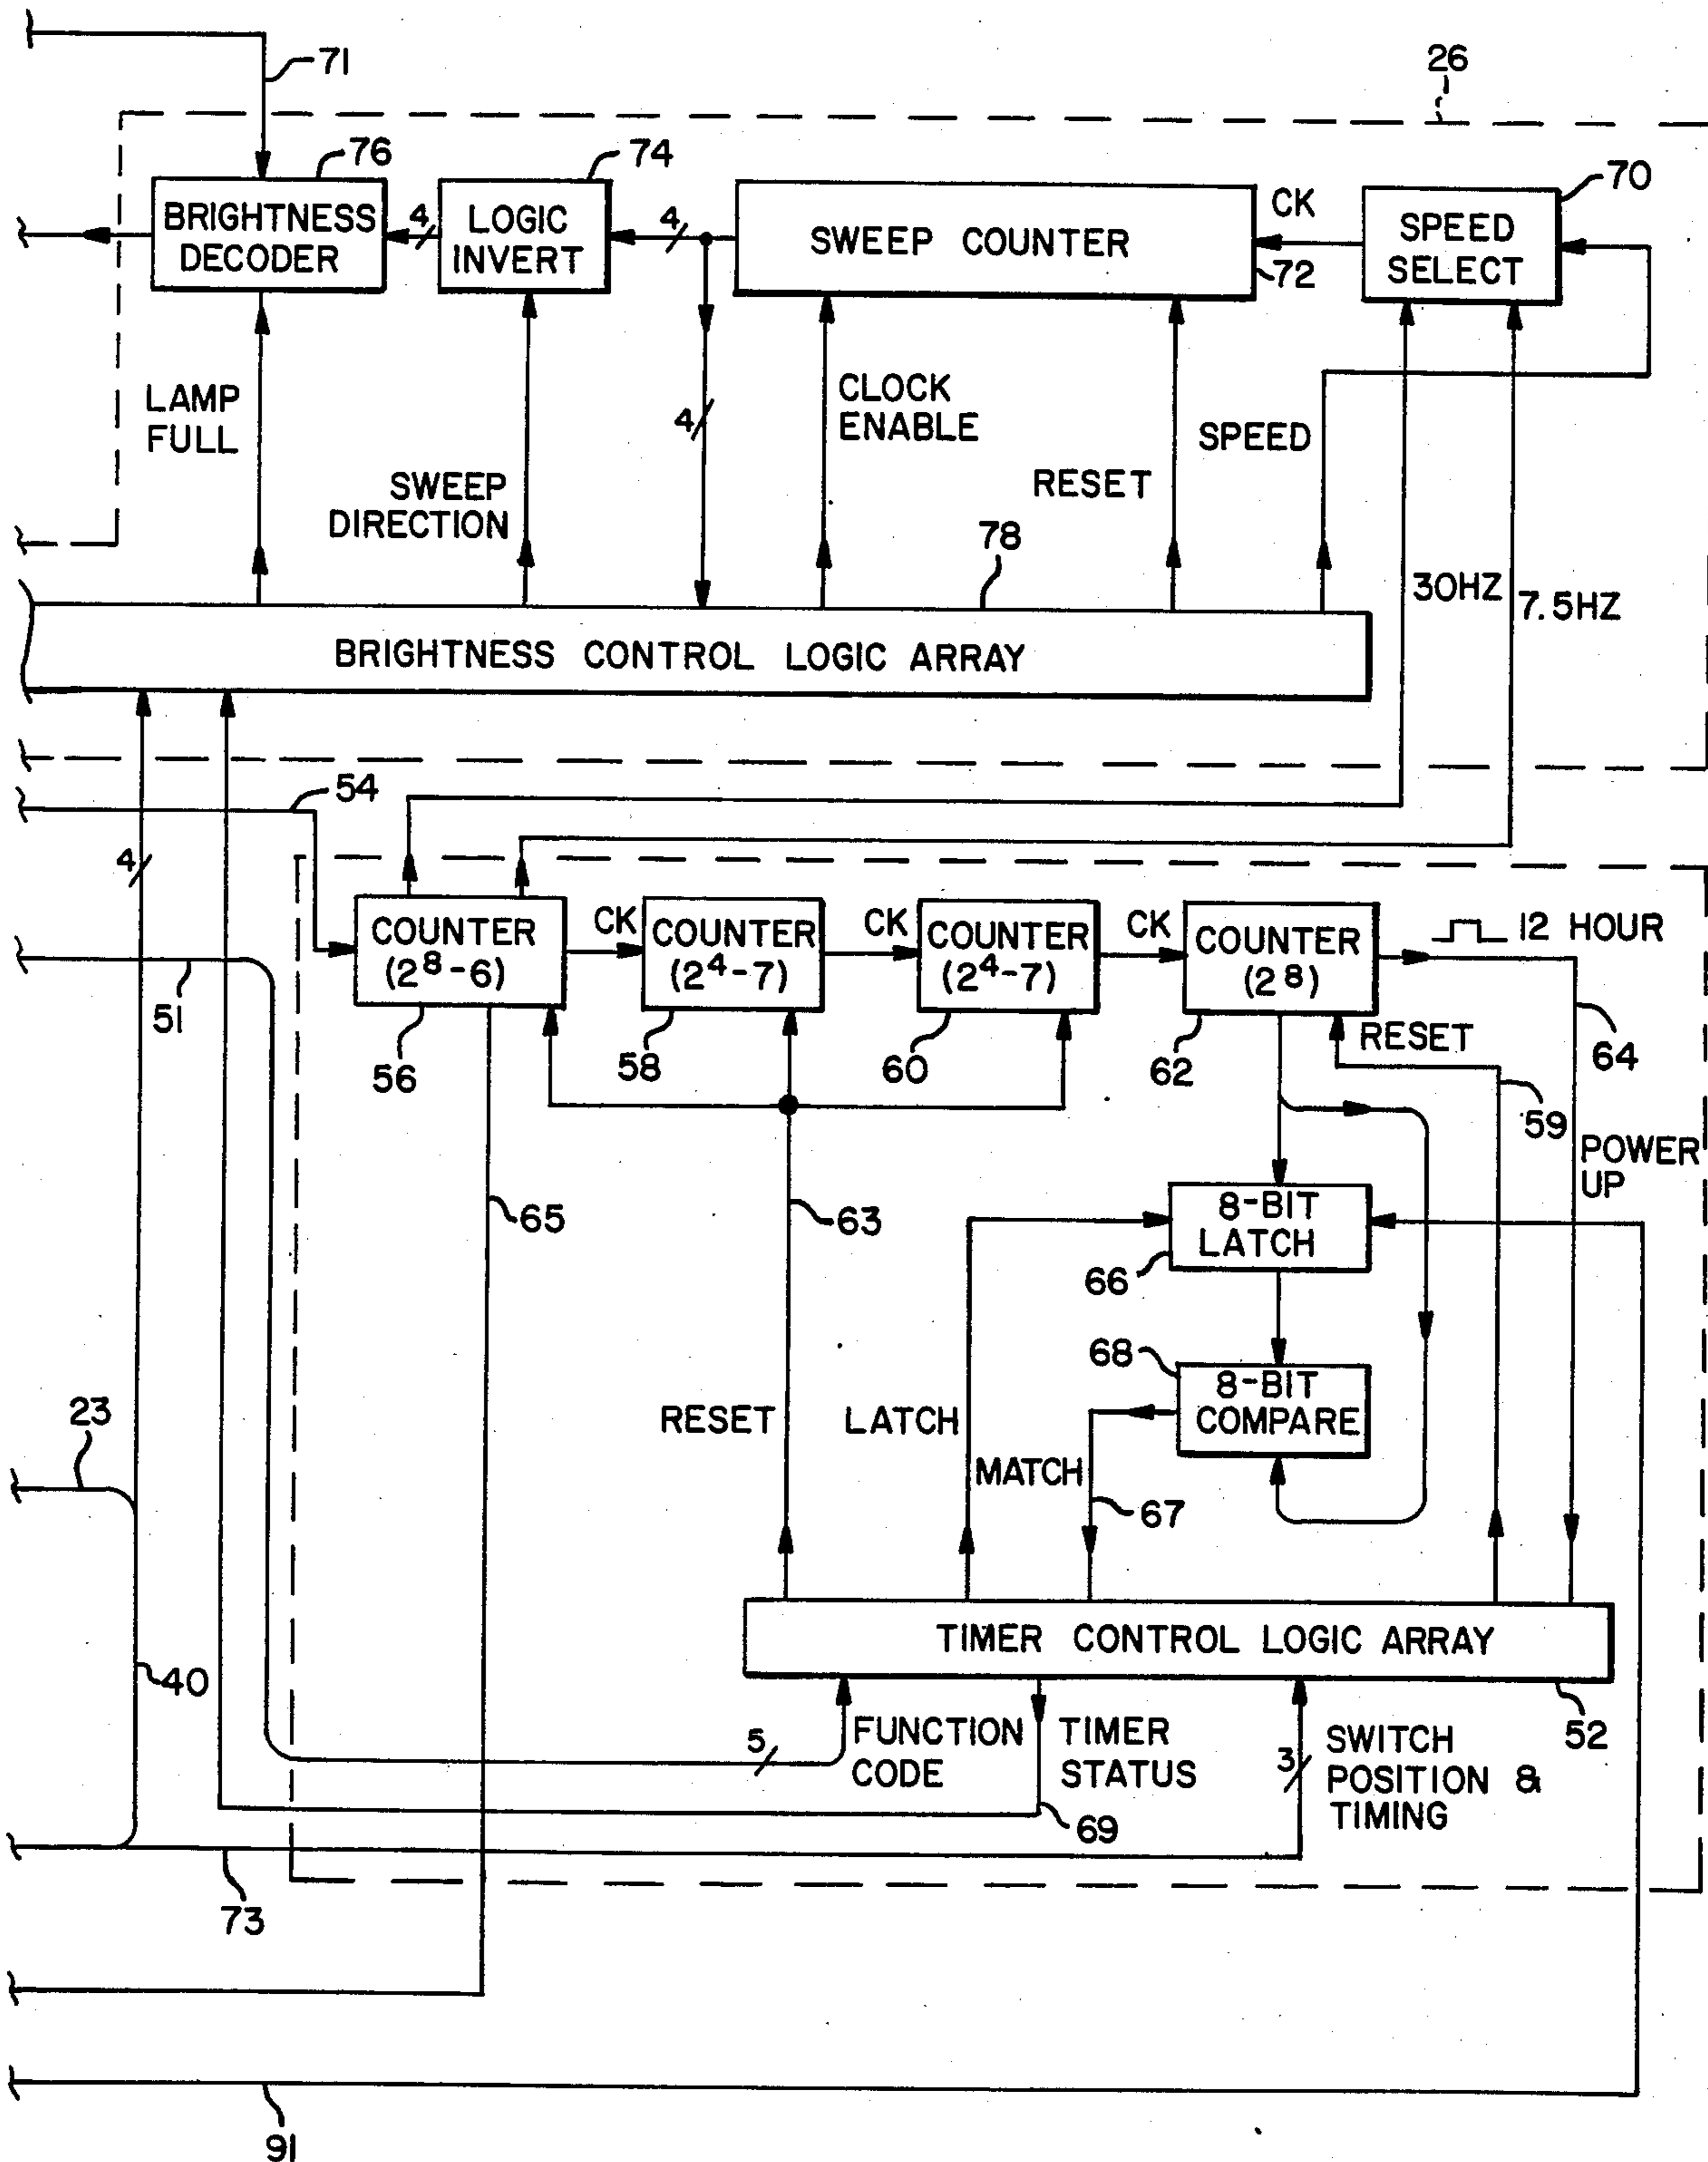 71
26
76
74
70
BRIGHTNESS
DECODER
4
LOGIC
INVERT
4
SWEEP COUNTER
72
CK
SPEED
SELECT
LAMP
FULL
SWEEP
DIRECTION
4
CLOCK
ENABLE
RESET
SPEED
78
30HZ
7.5HZ
BRIGHTNESS CONTROL LOGIC ARRAY
54
4
51
COUNTER
(2⁸-6)
56
CK
COUNTER
(2⁴-7)
58
CK
COUNTER
(2⁴-7)
60
CK
COUNTER
(2⁸)
62
12 HOUR
RESET
64
59
POWER
UP
65
63
8-BIT
LATCH
66
68
8-BIT
COMPARE
RESET
LATCH
MATCH
67
23
40
TIMER CONTROL LOGIC ARRAY
52
5
FUNCTION
CODE
TIMER
STATUS
69
3
SWITCH
POSITION &
TIMING
73
91